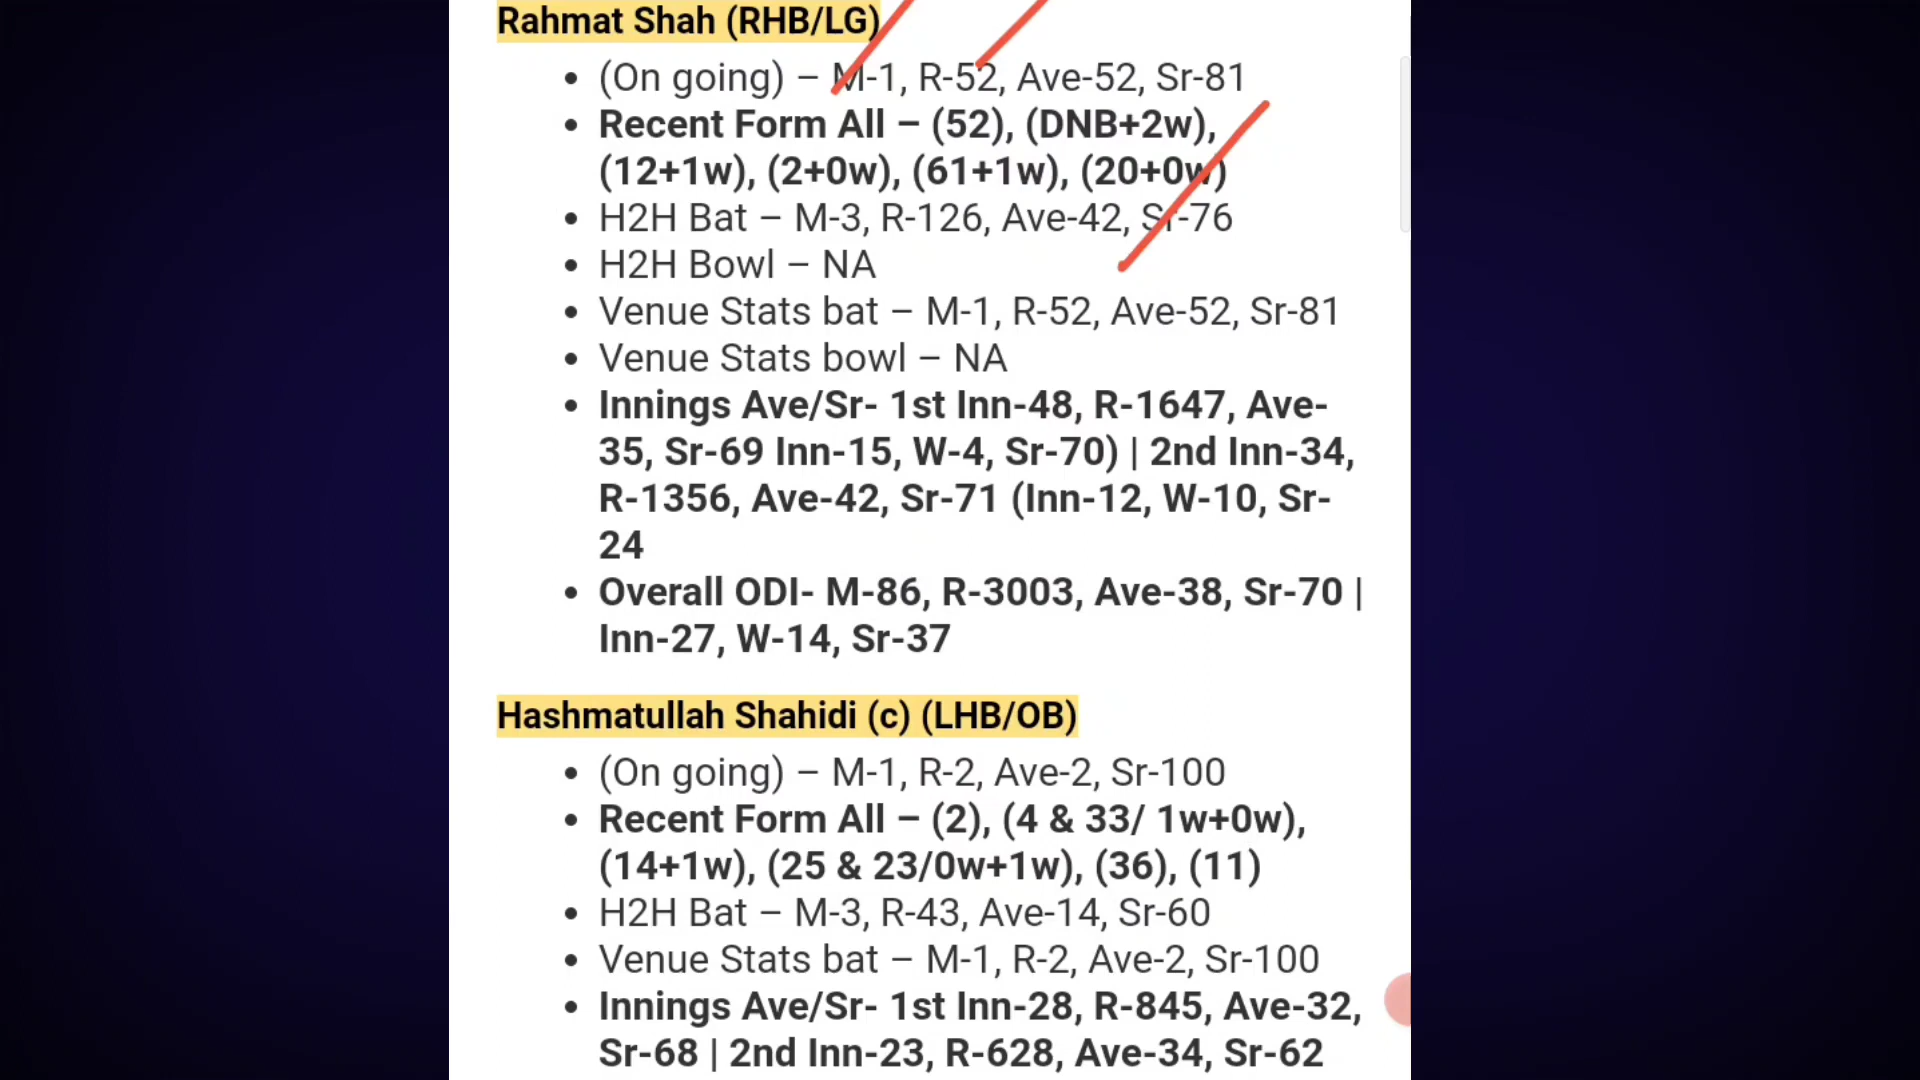 Rahmat Shah (RHB/LG)
• (On going) – M-1, R-52, Ave-52, Sr-81
• Recent Form All – (52), (DNB+2w),
(12+1w), (2+0w), (61+1w), (20+0w)
• H2H Bat – M-3, R-126, Ave-42, Sr-76
• H2H Bowl – NA
• Venue Stats bat – M-1, R-52, Ave-52, Sr-81
• Venue Stats bowl – NA
• Innings Ave/Sr- 1st Inn-48, R-1647, Ave-
35, Sr-69 Inn-15, W-4, Sr-70) | 2nd Inn-34,
R-1356, Ave-42, Sr-71 (Inn-12, W-10, Sr-
24
• Overall ODI- M-86, R-3003, Ave-38, Sr-70 |
Inn-27, W-14, Sr-37
Hashmatullah Shahidi (c) (LHB/OB)
• (On going) – M-1, R-2, Ave-2, Sr-100
• Recent Form All – (2), (4 & 33/ 1w+0w),
(14+1w), (25 & 23/0w+1w), (36), (11)
• H2H Bat – M-3, R-43, Ave-14, Sr-60
• Venue Stats bat – M-1, R-2, Ave-2, Sr-100
• Innings Ave/Sr- 1st Inn-28, R-845, Ave-32,
Sr-68 | 2nd Inn-23, R-628, Ave-34, Sr-62